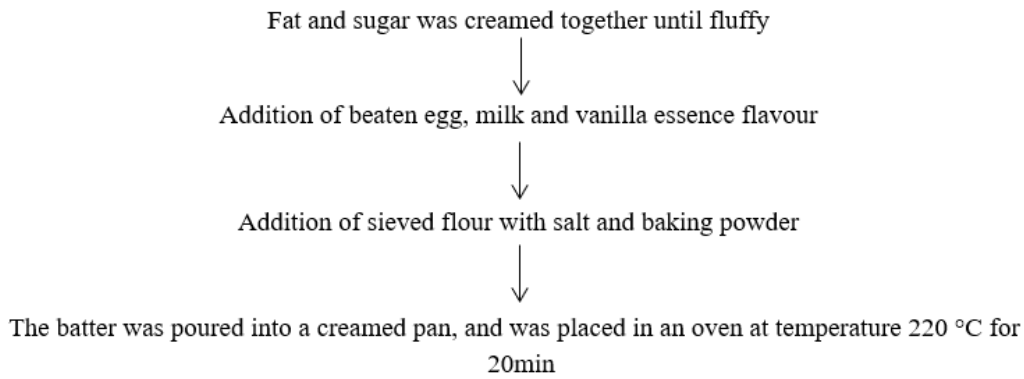 Fat and sugar was creamed together until fluffy
Addition of beaten egg, milk and vanilla essence flavour
Addition of sieved flour with salt and baking powder
The batter was poured into a creamed pan, and was placed in an oven at temperature 220 °C for
20min